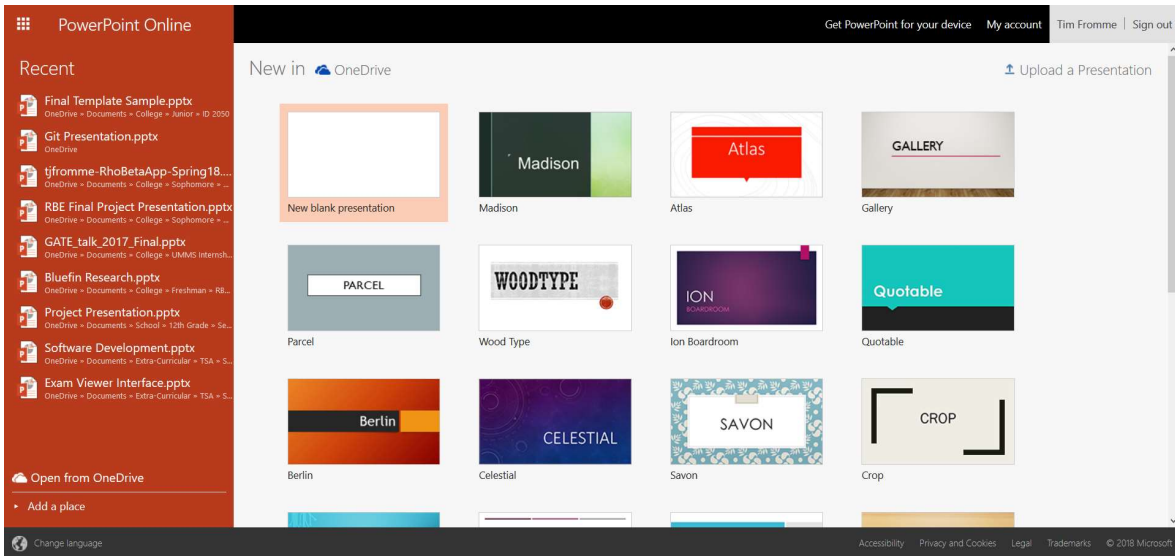 PowerPoint Online
Get PowerPoint for your device My account Tim Fromme | Sign out
Recent
Final Template Sample.pptx
OneDrive » Documents » College » Junior » ID 2050
Git Presentation.pptx
OneDrive
tjfromme-RhoBetaApp-Spring18....
OneDrive » Documents » College » Sophomore » ...
RBE Final Project Presentation.pptx
OneDrive » Documents » College » Sophomore » ...
GATE_talk_2017_Final.pptx
OneDrive » Documents » College » UMMS Internsh...
Bluefin Research.pptx
OneDrive » Documents » College » Freshman » RB...
Project Presentation.pptx
OneDrive » Documents » School » 12th Grade » Se...
Software Development.pptx
OneDrive » Documents » Extra-Curricular » TSA » S...
Exam Viewer Interface.pptx
OneDrive » Documents » Extra-Curricular » TSA » S...
Open from OneDrive
Add a place
New in OneDrive
Upload a Presentation
Madison
Atlas
GALLERY
New blank presentation
Madison
Atlas
Gallery
PARCEL
WOODTYPE
ION
BOARDROOM
Quotable
Parcel
Wood Type
Ion Boardroom
Quotable
Berlin
CELESTIAL
SAVON
CROP
Berlin
Celestial
Savon
Crop
Change language
Accessibility Privacy and Cookies Legal Trademarks © 2018 Microsoft